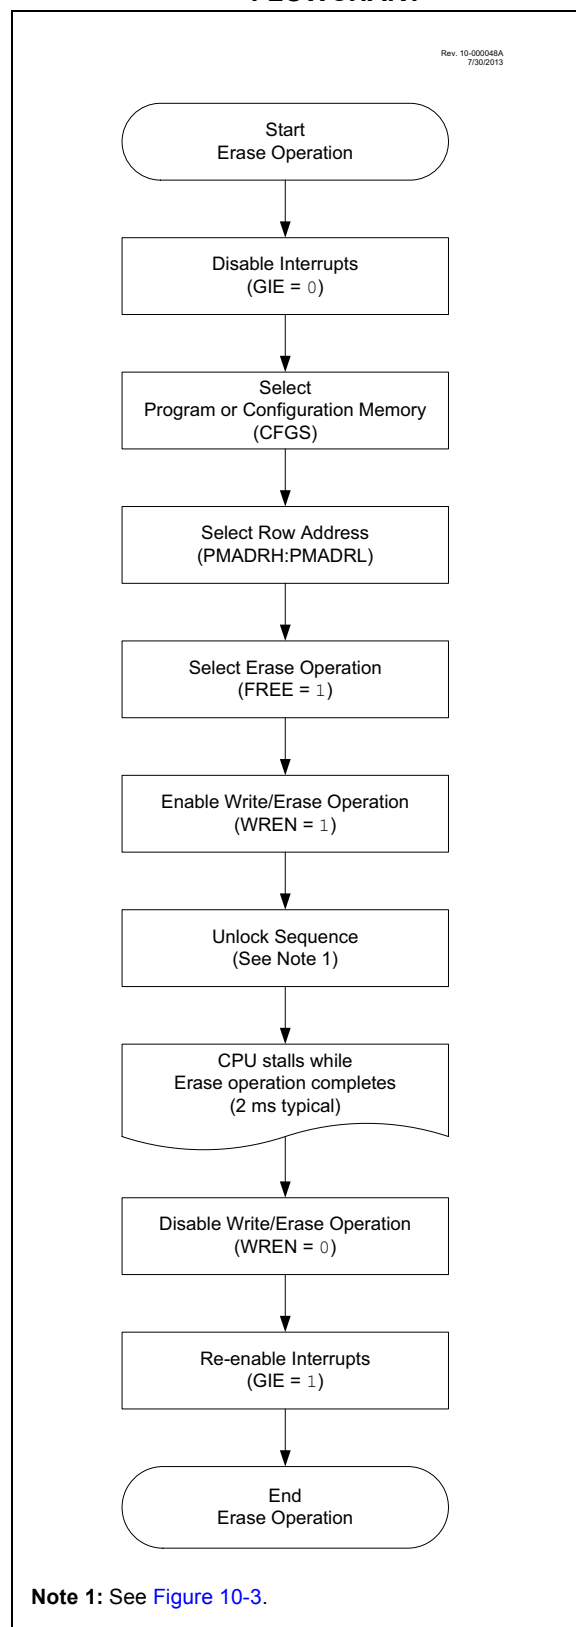 FLOWCHART
Rev. 10-000048A
7/30/2013
Start
Erase Operation
Disable Interrupts
(GIE = 0)
Select
Program or Configuration Memory
(CFGS)
Select Row Address
(PMADRH:PMADRL)
Select Erase Operation
(FREE = 1)
Enable Write/Erase Operation
(WREN = 1)
Unlock Sequence
(See Note 1)
CPU stalls while
Erase operation completes
(2 ms typical)
Disable Write/Erase Operation
(WREN = 0)
Re-enable Interrupts
(GIE = 1)
End
Erase Operation
Note 1: See Figure 10-3.